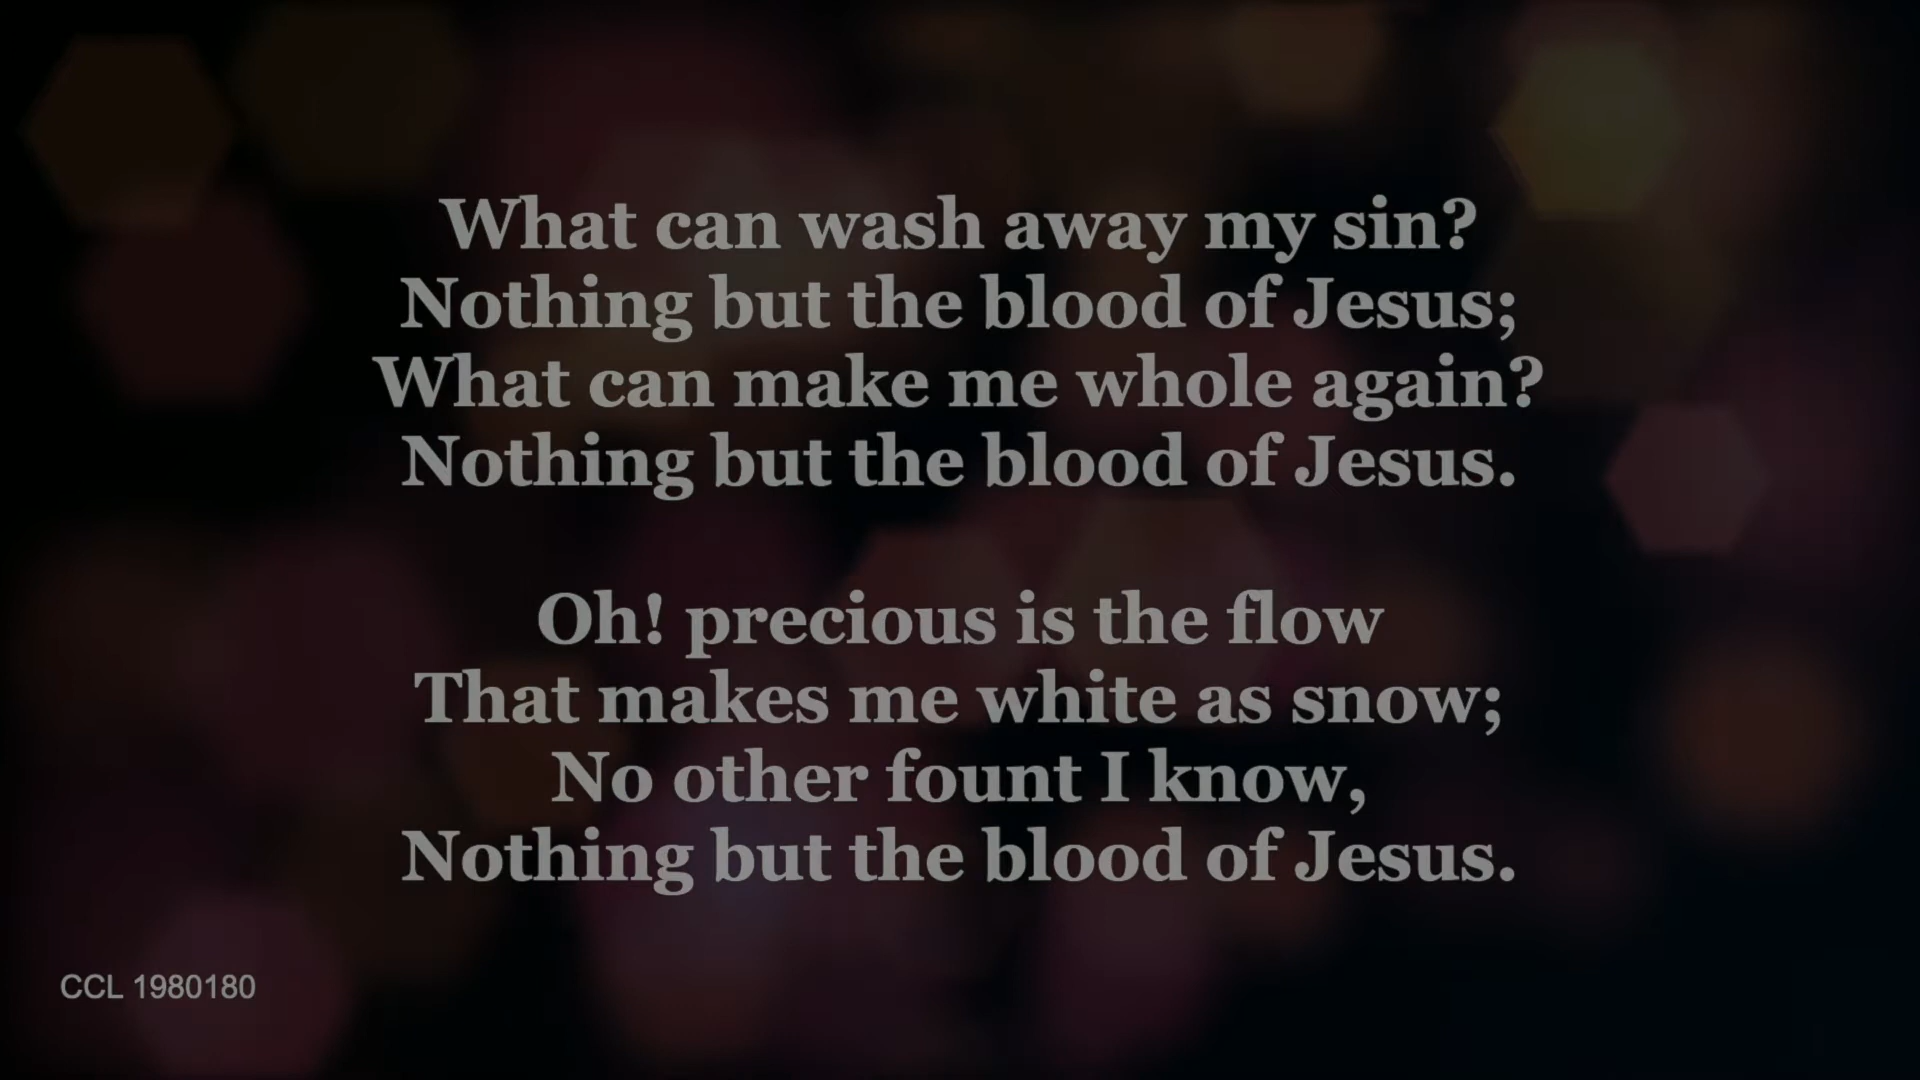 What can wash away my sin?
Nothing but the blood of Jesus;
What can make me whole again?
Nothing but the blood of Jesus.
Oh! precious is the flow
That makes me white as snow;
No other fount I know,
Nothing but the blood of Jesus.
CCL 1980180